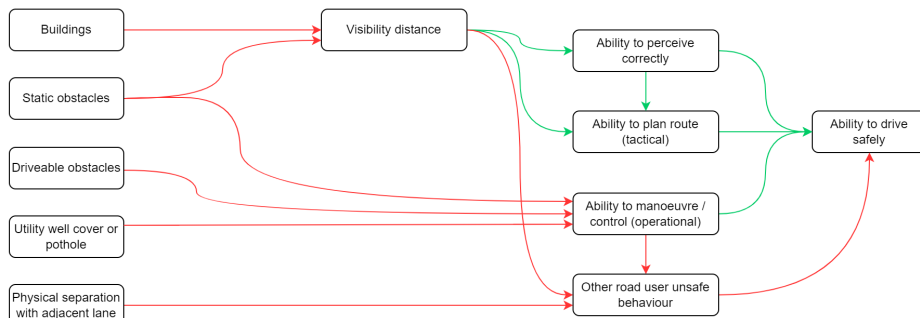 Buildings
Visibility distance
Ability to perceive
correctly
Static obstacles
Ability to plan route
(tactical)
Ability to drive
safely
Driveable obstacles
Ability to manoeuvre /
control (operational)
Utility well cover or
pothole
Other road user unsafe
behaviour
Physical separation
with adjacent lane